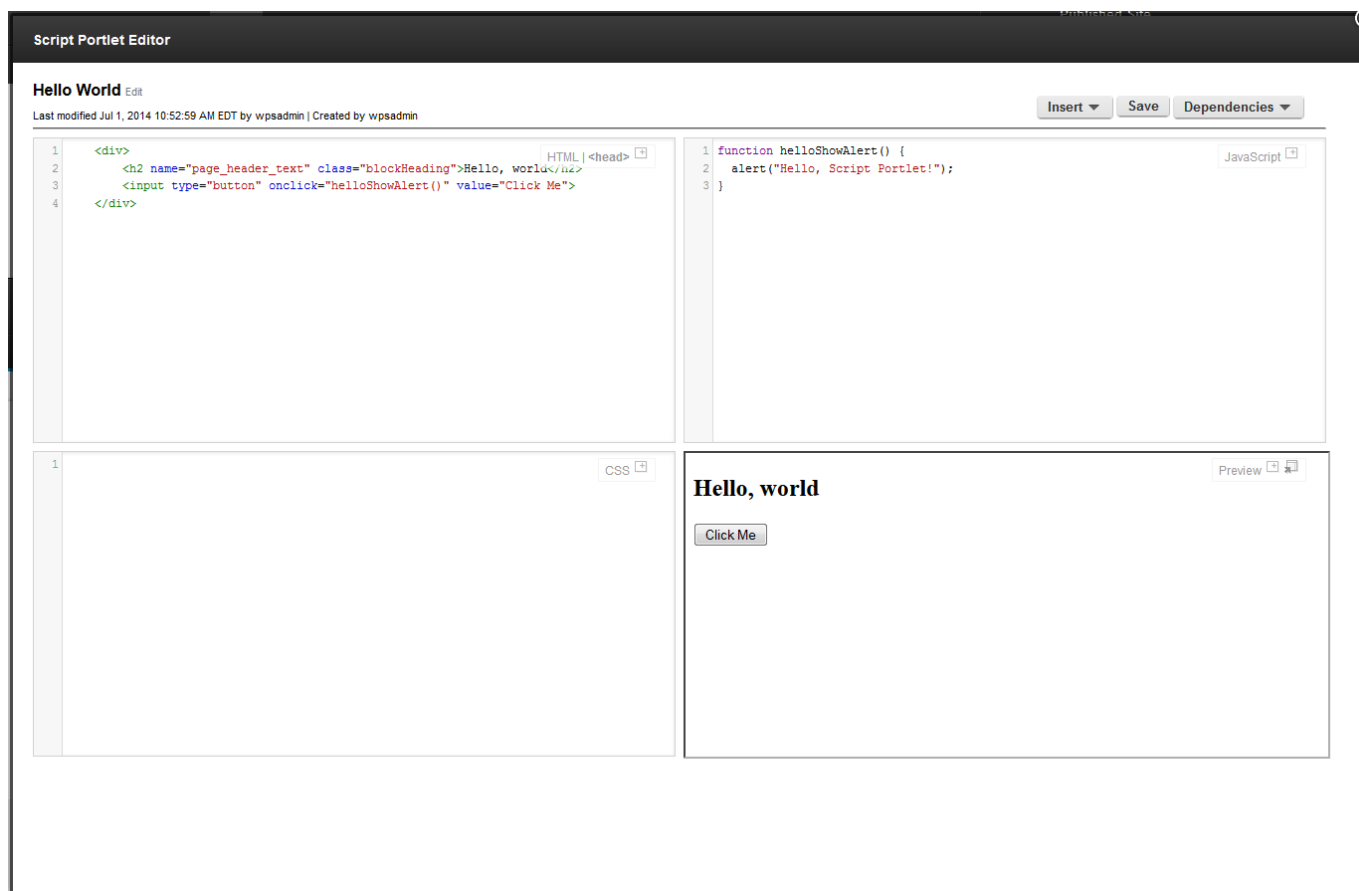 Published Site
Script Portlet Editor
Hello World Edit
Last modified Jul 1, 2014 10:52:59 AM EDT by wpsadmin | Created by wpsadmin
Insert Save Dependencies
HTML | <head>
1 <div>
2 <h2 name="page_header_text" class="blockHeading">Hello, world</h2>
3 <input type="button" onclick="helloShowAlert()" value="Click Me">
4 </div>
JavaScript
1 function helloShowAlert() {
2 alert("Hello, Script Portlet!");
3 }
1
CSS
Preview
Hello, world
Click Me